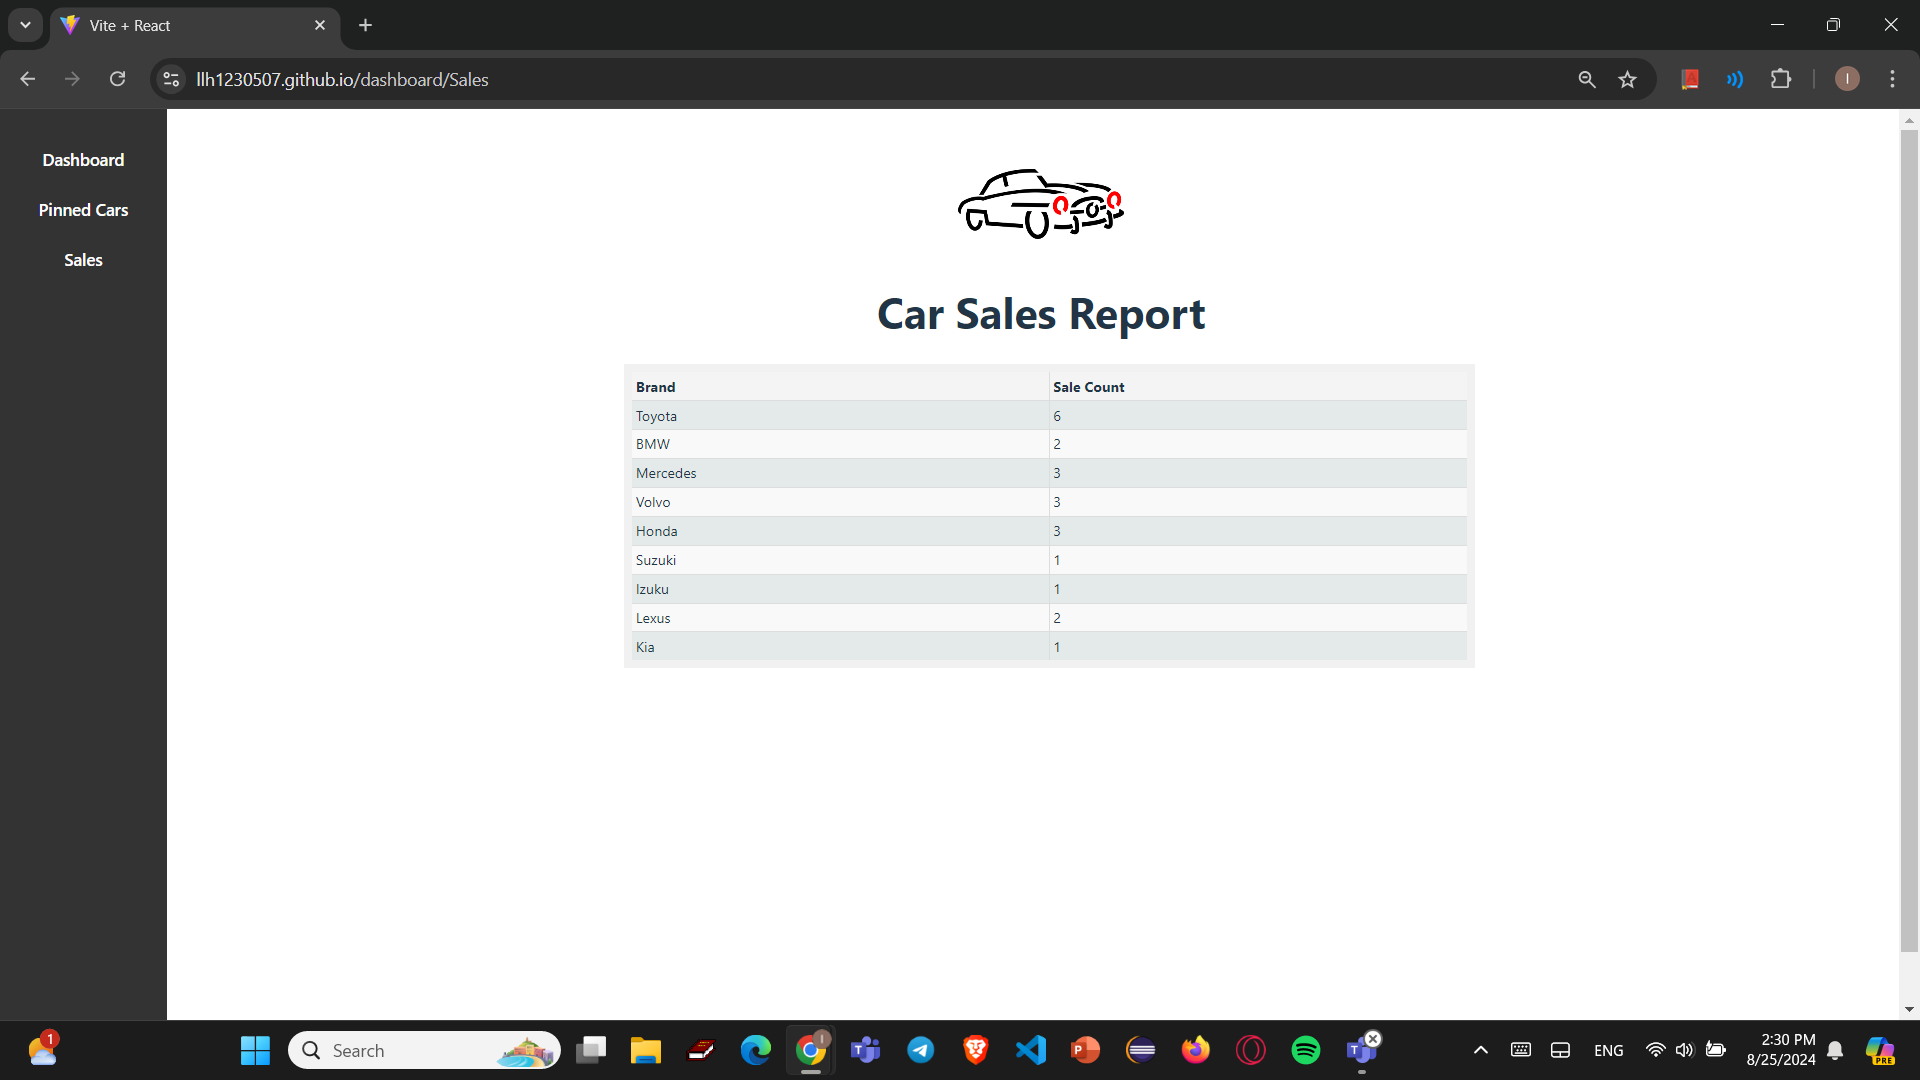 Vite + React
llh1230507.github.io/dashboard/Sales
I
Dashboard
Pinned Cars
Sales
Car Sales Report
Brand Sale Count
Toyota 6
BMW 2
Mercedes 3
Volvo 3
Honda 3
Suzuki 1
Izuku 1
Lexus 2
Kia 1
1
Search
ENG
2:30 PM
8/25/2024
PRE